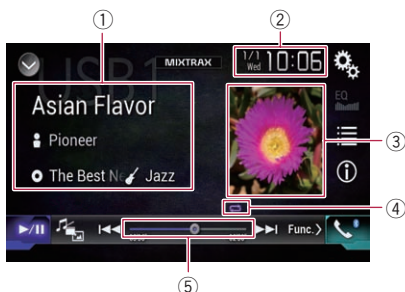 ①
②
USB1
MIXTRAX
1/1
Wed 10:06
EQ
Asian Flavor
Pioneer
③
The Best Ne Jazz
④
Func.
⑤